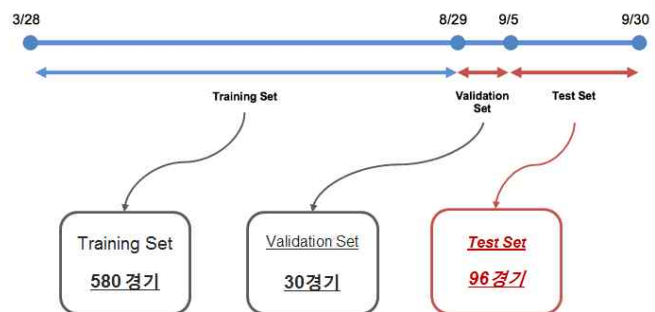 3/28
8/29
9/5
9/30
Training Set
Validation
Set
Test Set
Training Set
580 경기
Validation Set
30경기
Test Set
96경기